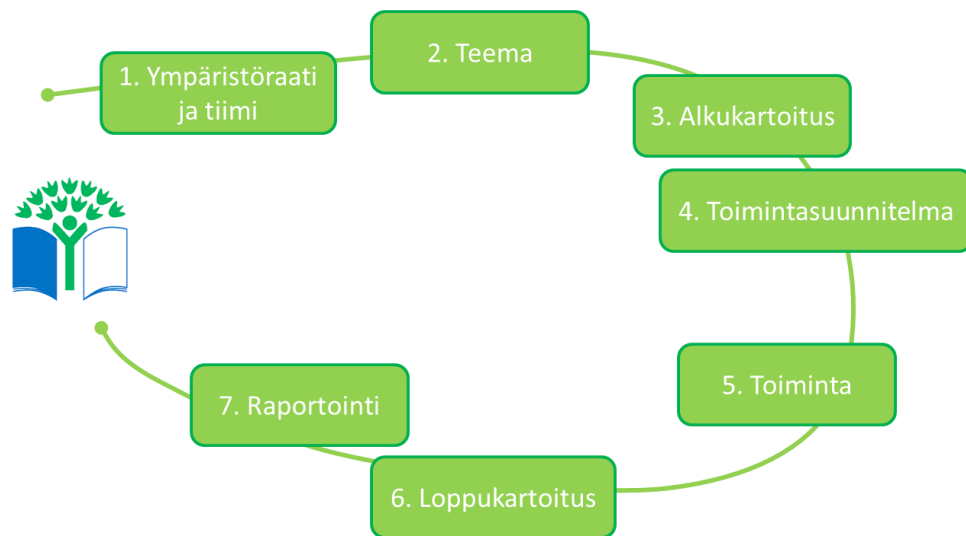 1. Ympäristöraati
ja tiimi
2. Teema
3. Alkukartoitus
4. Toimintasuunnitelma
5. Toiminta
6. Loppukartoitus
7. Raportointi